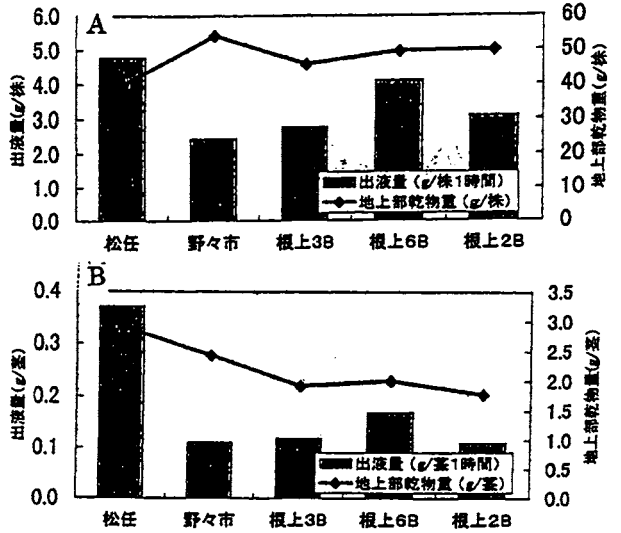 A
出液量(g/株)
6.0
5.0
4.0
3.0
2.0
1.0
0.0
60
50
40
30
20
10
0
地上部乾物量(g/株)
出液量(g/株1時間)
地上部乾物量(g/株)
松任 野々市 根上3B 根上6B 根上2B
B
出液量(g/茎)
0.4
0.3
0.2
0.1
0.0
3.5
3.0
2.5
2.0
1.5
1.0
0.5
0.0
地上部乾物量(g/茎)
出液量(g/茎1時間)
地上部乾物量(g/茎)
松任 野々市 根上3B 根上6B 根上2B